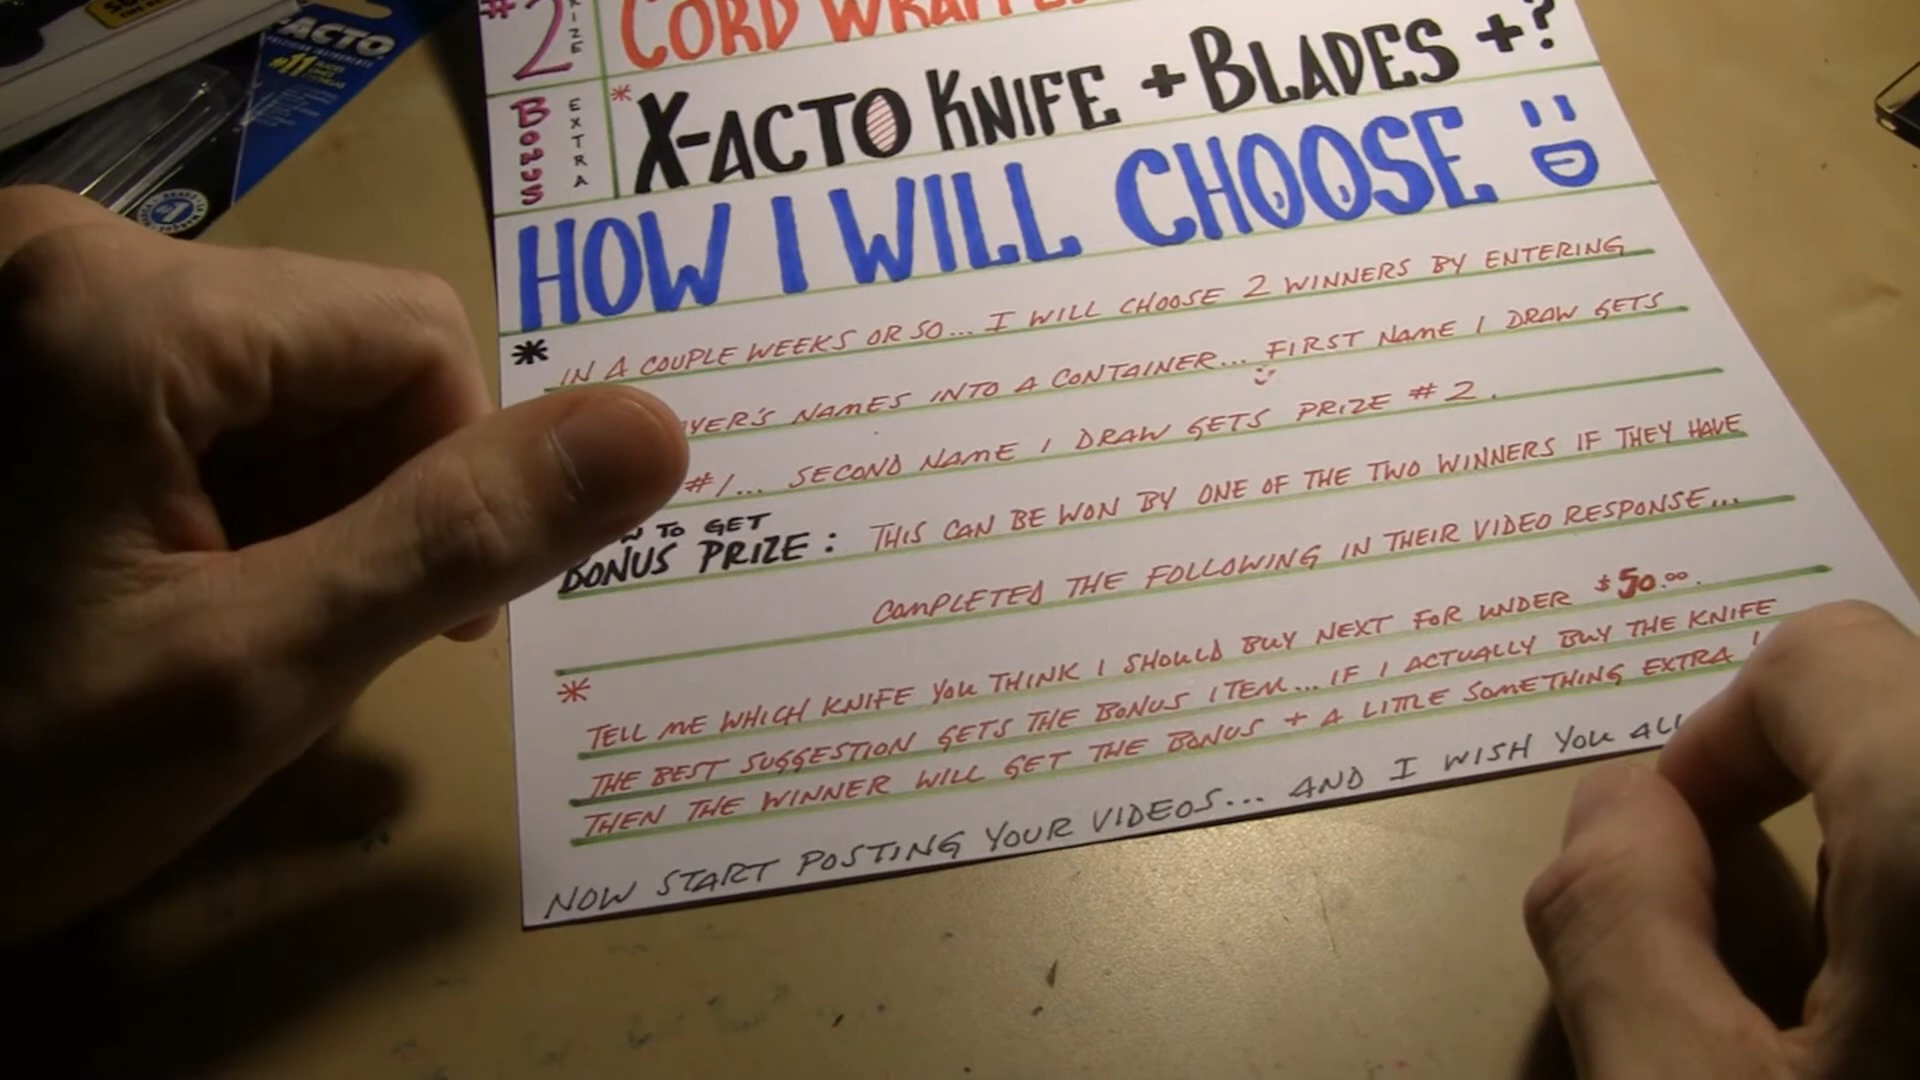 ACTO
PRECISION INSTRUMENTS
#11
#2
CORD
BONUS
EXTRA
* X-ACTO KNIFE + BLADES + ?
HOW I WILL CHOOSE
* IN A COUPLE WEEKS OR SO... I WILL CHOOSE 2 WINNERS BY ENTERING
NAMES INTO A CONTAINER... FIRST NAME I DRAW GETS
#1... SECOND NAME I DRAW GETS PRIZE #2.
TO GET
BONUS PRIZE: THIS CAN BE WON BY ONE OF THE TWO WINNERS IF THEY HAVE
COMPLETED THE FOLLOWING IN THEIR VIDEO RESPONSE...
* TELL ME WHICH KNIFE YOU THINK I SHOULD BUY NEXT FOR UNDER $50.00.
THE BEST SUGGESTION GETS THE BONUS ITEM... IF I ACTUALLY BUY THE KNIFE
THEN THE WINNER WILL GET THE BONUS + A LITTLE SOMETHING EXTRA!
NOW START POSTING YOUR VIDEOS... AND I WISH YOU ALL